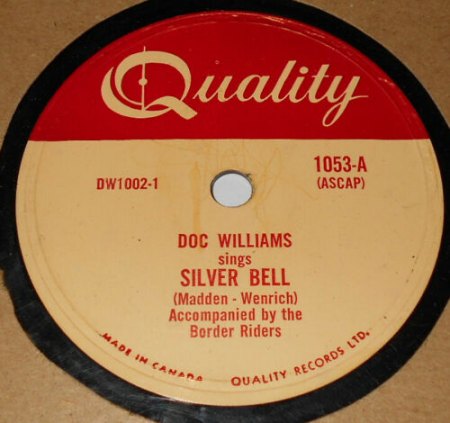 Quality
DW1002-1
1053-A
(ASCAP)
DOC WILLIAMS
sings
SILVER BELL
(Madden - Wenrich)
Accompanied by the
Border Riders
MADE IN CANADA QUALITY RECORDS LTD.